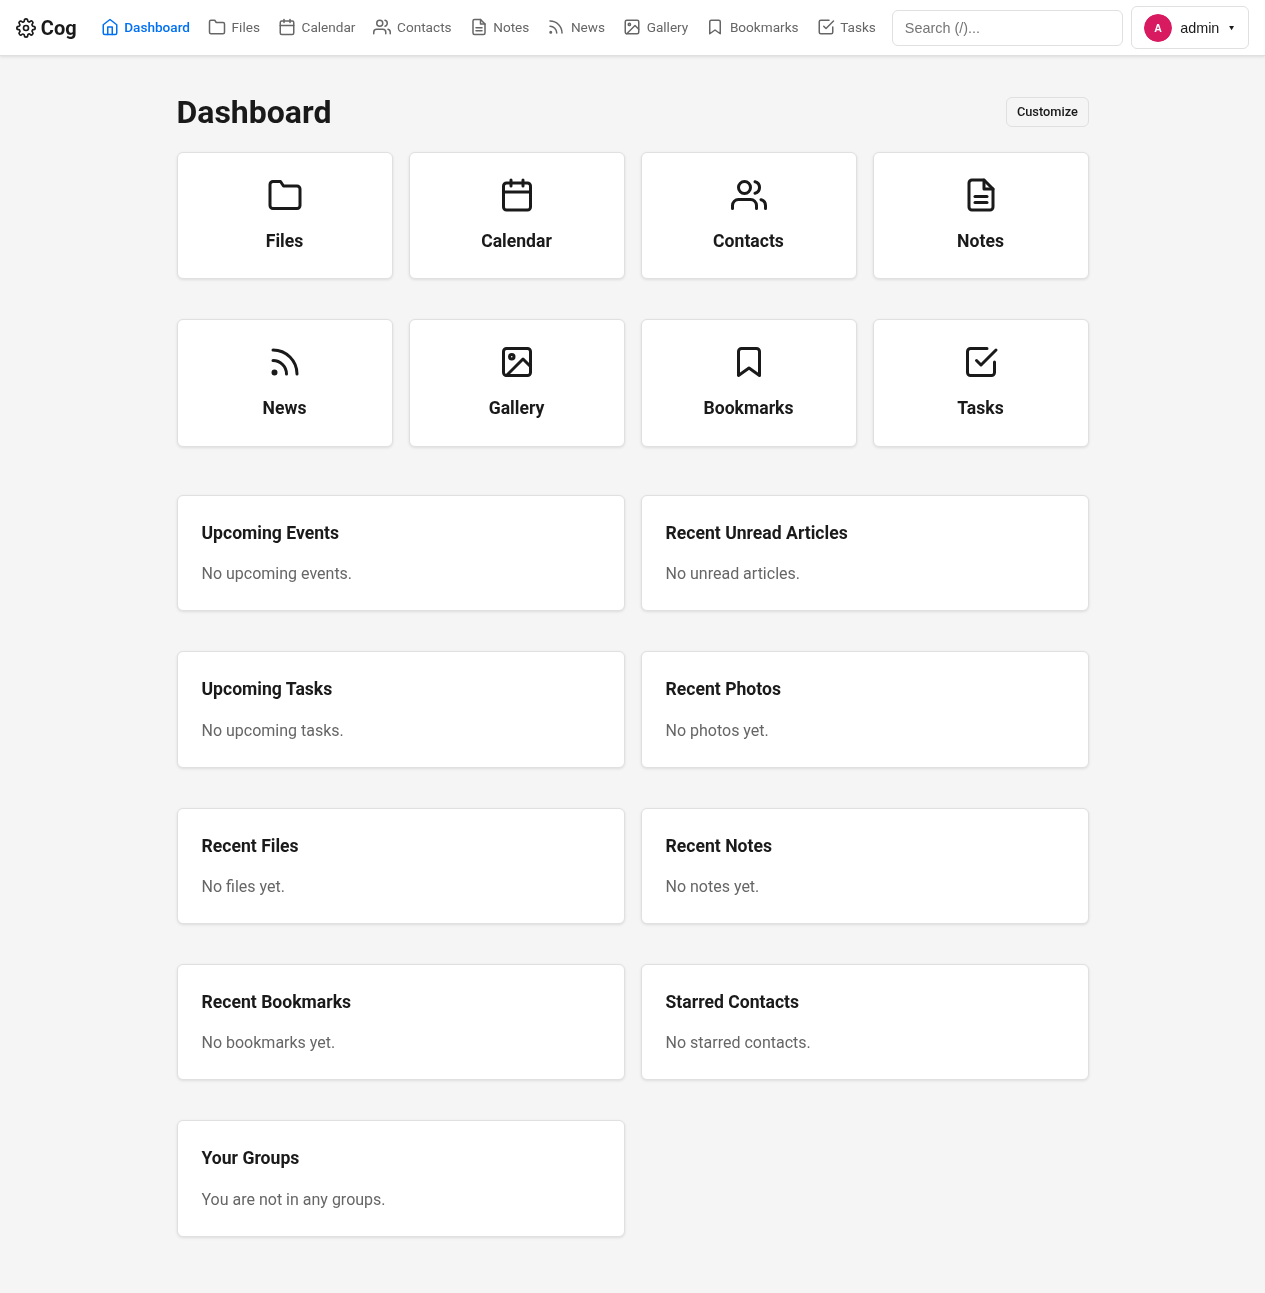 Cog Dashboard Files Calendar Contacts Notes News Gallery Bookmarks Tasks Search (/)... A admin
Dashboard Customize
Files Calendar Contacts Notes
News Gallery Bookmarks Tasks
Upcoming Events
No upcoming events.
Recent Unread Articles
No unread articles.
Upcoming Tasks
No upcoming tasks.
Recent Photos
No photos yet.
Recent Files
No files yet.
Recent Notes
No notes yet.
Recent Bookmarks
No bookmarks yet.
Starred Contacts
No starred contacts.
Your Groups
You are not in any groups.